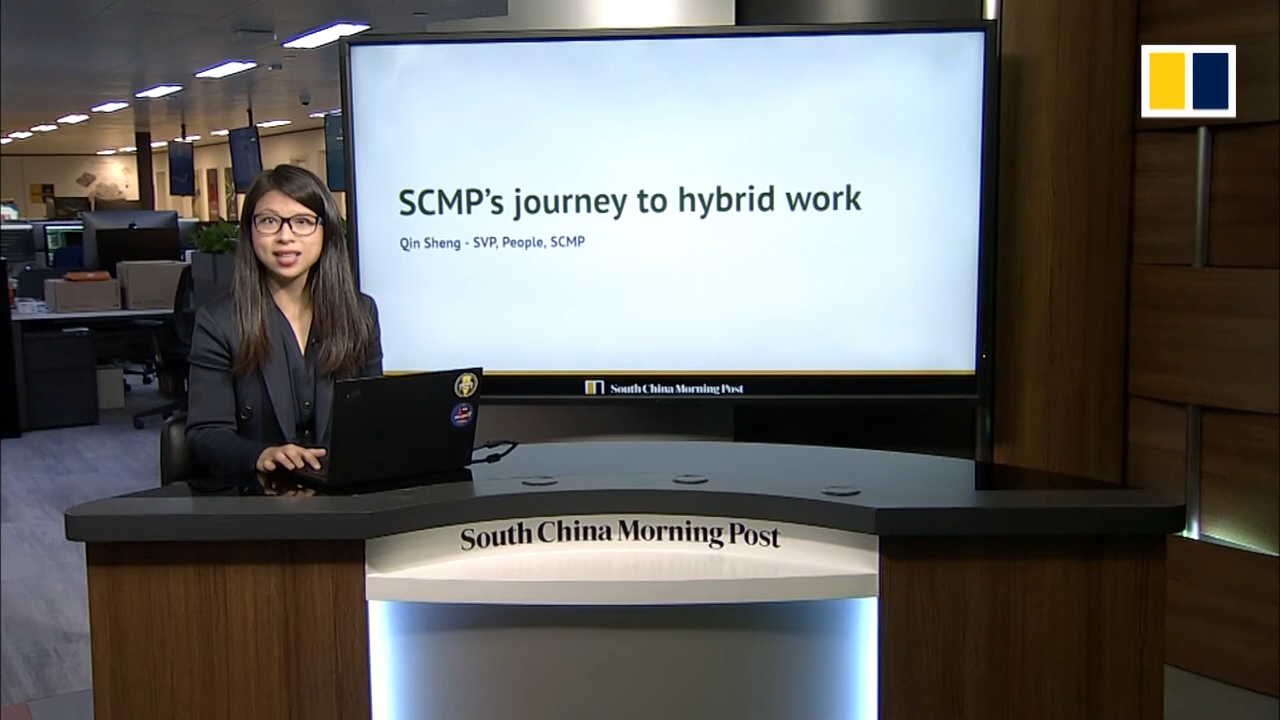 SCMP's journey to hybrid work
Qin Sheng - SVP, People, SCMP
South China Morning Post
South China Morning Post